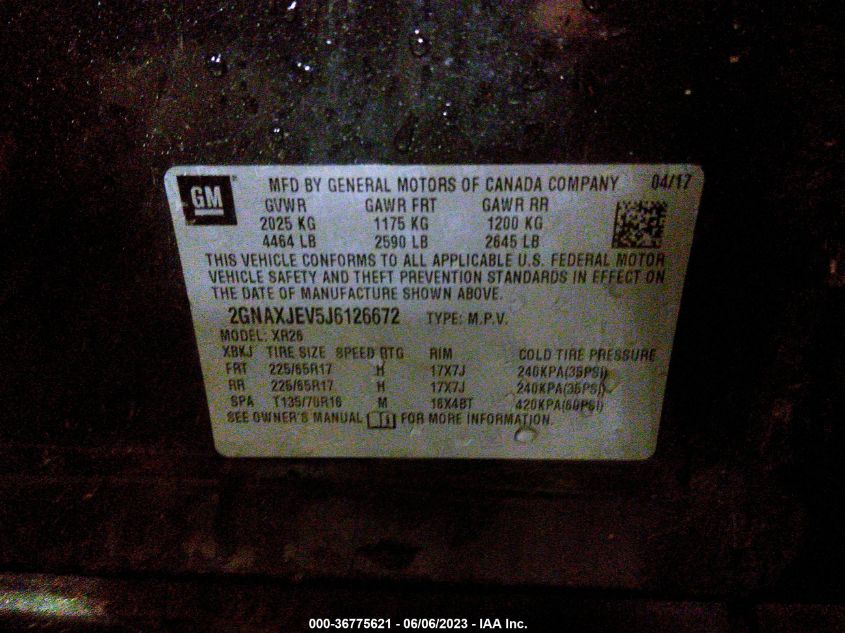 GM
MFD BY GENERAL MOTORS OF CANADA COMPANY 04/17
GVWR GAWR FRT GAWR RR
2025 KG 1175 KG 1200 KG
4464 LB 2590 LB 2645 LB
THIS VEHICLE CONFORMS TO ALL APPLICABLE U.S. FEDERAL MOTOR
VEHICLE SAFETY AND THEFT PREVENTION STANDARDS IN EFFECT ON
THE DATE OF MANUFACTURE SHOWN ABOVE.
2GNAXJEV5J6126672 TYPE: M.P.V.
MODEL: XR26
XBKJ TIRE SIZE SPEED RTG RIM COLD TIRE PRESSURE
FRT 225/65R17 H 17X7J 240KPA(35PSI)
RR 225/65R17 H 17X7J 240KPA(35PSI)
SPA T135/70R16 M 16X4BT 420KPA(60PSI)
SEE OWNER'S MANUAL FOR MORE INFORMATION.
000-36775621 - 06/06/2023 - IAA Inc.